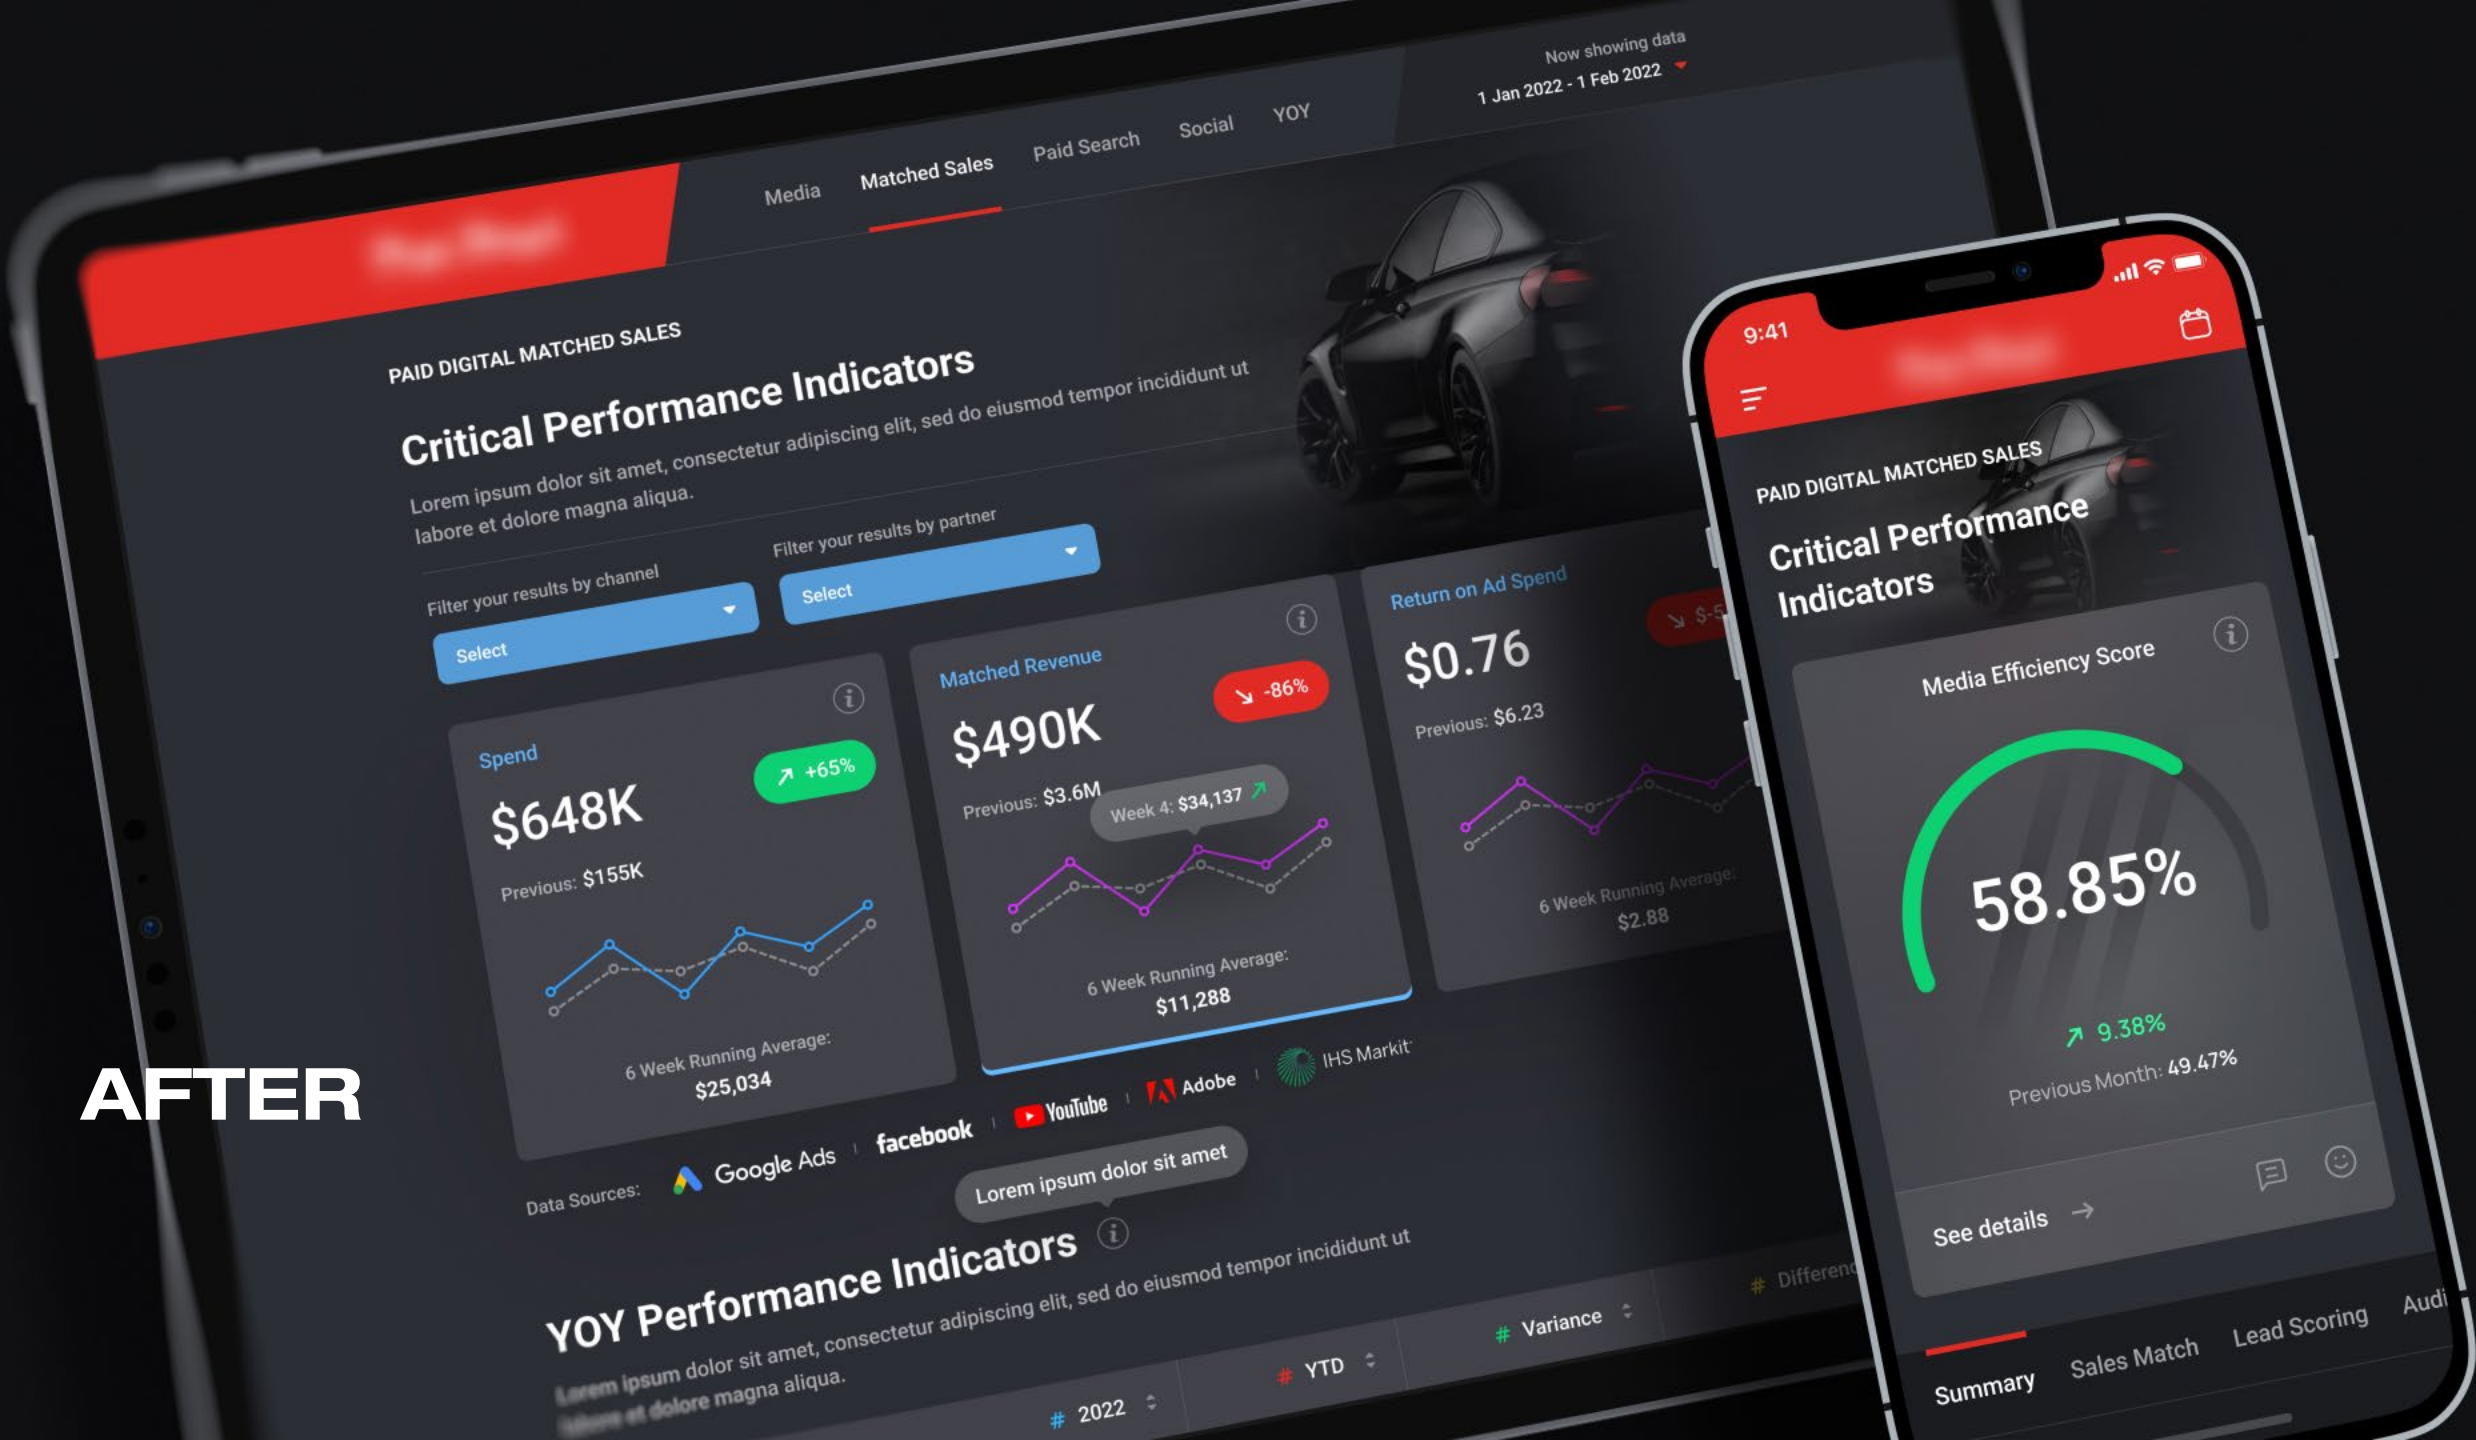 Now showing data
1 Jan 2022 - 1 Feb 2022
Media
Matched Sales
Paid Search
Social
YOY
PAID DIGITAL MATCHED SALES
Critical Performance Indicators
Lorem ipsum dolor sit amet, consectetur adipiscing elit, sed do eiusmod tempor incididunt ut
labore et dolore magna aliqua.
Filter your results by channel
Select
Filter your results by partner
Select
Spend
$648K
+65%
Previous: $155K
6 Week Running Average:
$25,034
Matched Revenue
$490K
-86%
Previous: $3.6M
Week 4: $34,137
6 Week Running Average:
$11,288
Return on Ad Spend
$0.76
$-5
Previous: $6.23
6 Week Running Average:
$2.88
Data Sources:
Google Ads
facebook
YouTube
Adobe
IHS Markit
Lorem ipsum dolor sit amet
YOY Performance Indicators
Lorem ipsum dolor sit amet, consectetur adipiscing elit, sed do eiusmod tempor incididunt ut
labore et dolore magna aliqua.
# 2022
# YTD
# Variance
# Differenc
AFTER
9:41
PAID DIGITAL MATCHED SALES
Critical Performance
Indicators
Media Efficiency Score
58.85%
9.38%
Previous Month: 49.47%
See details
Summary
Sales Match
Lead Scoring
Audi